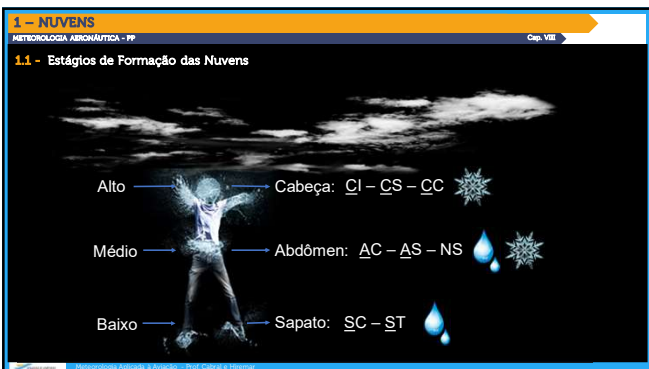 1 – NUVENS
METEOROLOGIA AERONÁUTICA - PP
Cap. VIII
1.1 - Estágios de Formação das Nuvens
Alto
Cabeça: CI – CS – CC
Médio
Abdômen: AC – AS – NS
Baixo
Sapato: SC – ST
Meteorologia Aplicada à Aviação - Prof. Cabral e Hiremar